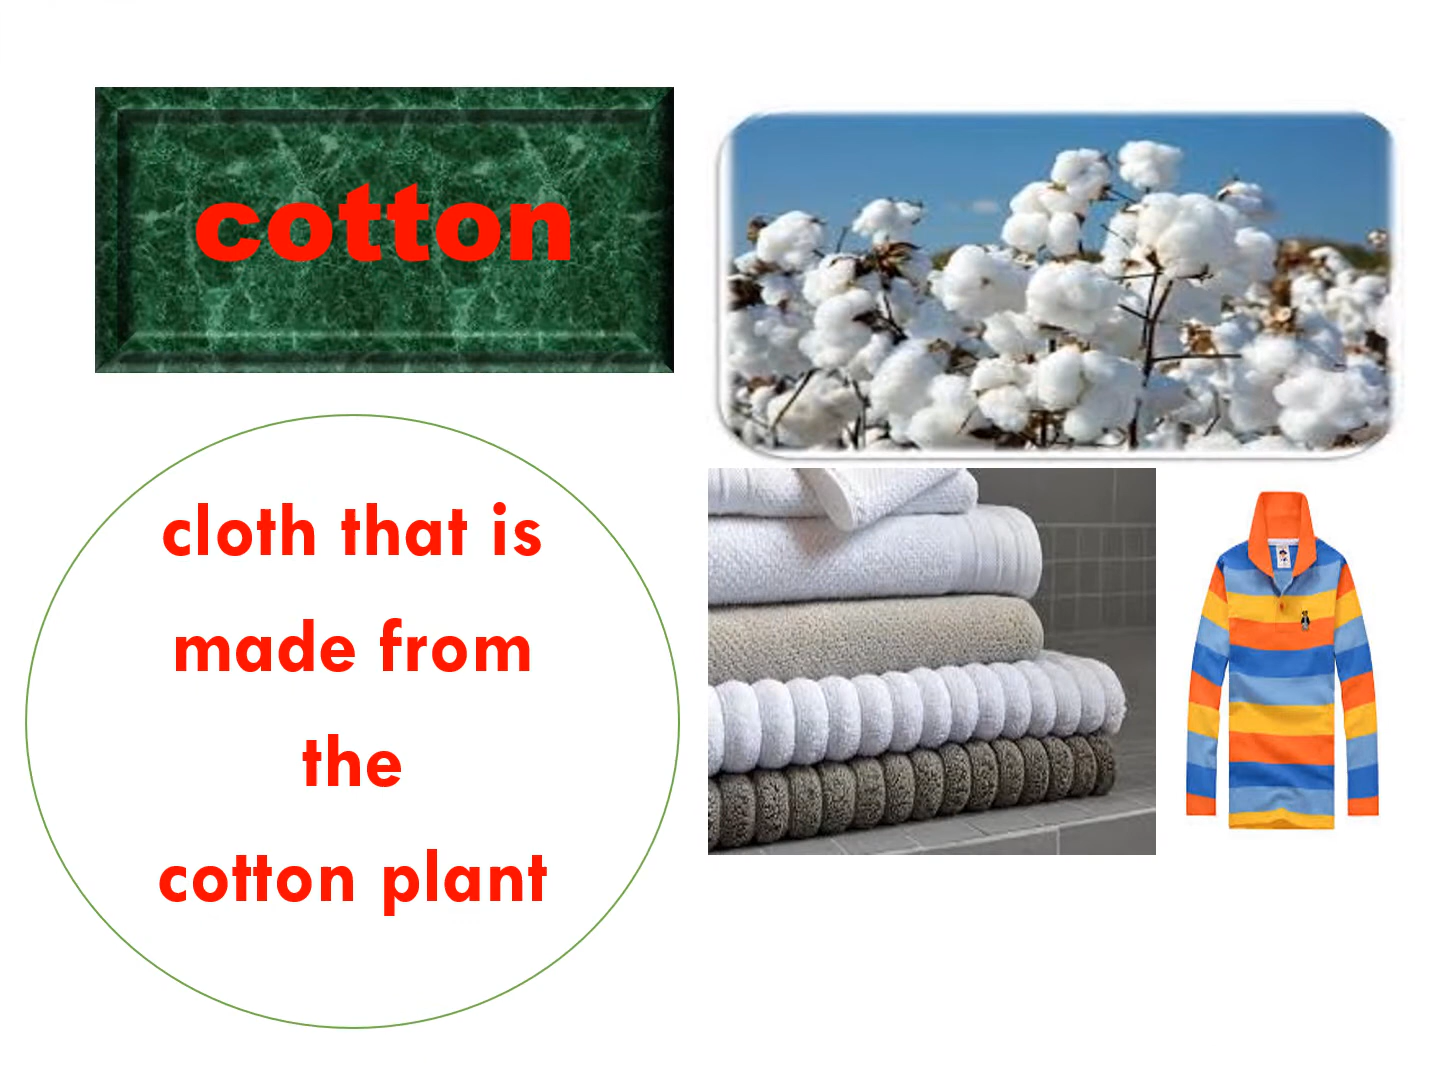 cotton
cloth that is
made from
the
cotton plant